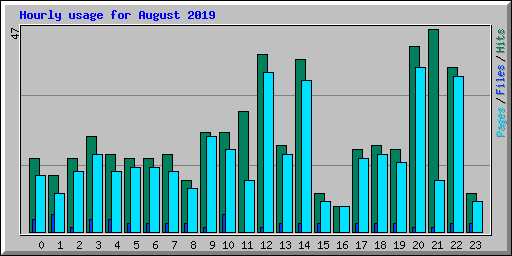 Hourly usage for August 2019
47
Pages/Files/Hits
0 1 2 3 4 5 6 7 8 9 10 11 12 13 14 15 16 17 18 19 20 21 22 23